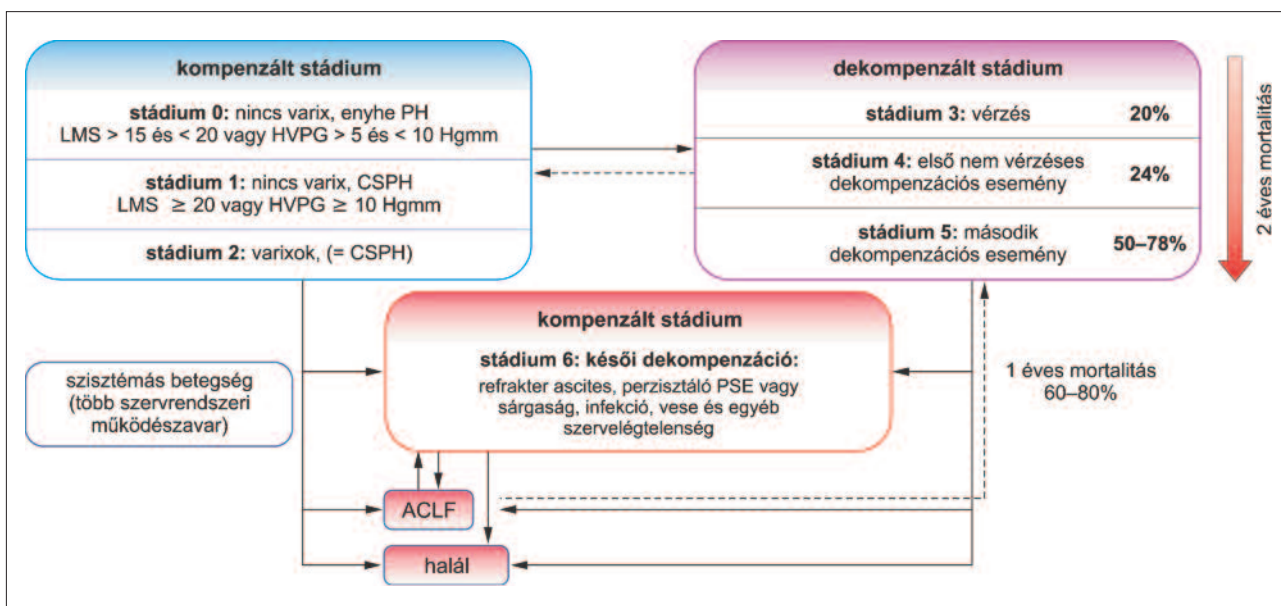 kompenzált stádium
stádium 0: nincs varix, enyhe PH
LMS > 15 és < 20 vagy HVPG > 5 és < 10 Hgmm
stádium 1: nincs varix, CSPH
LMS ≥ 20 vagy HVPG ≥ 10 Hgmm
stádium 2: varixok, (= CSPH)
dekompenzált stádium
stádium 3: vérzés 20%
stádium 4: első nem vérzéses
dekompenzációs esemény 24%
stádium 5: második
dekompenzációs esemény 50–78%
2 éves mortalitás
kompenzált stádium
stádium 6: késői dekompenzáció:
refrakter ascites, perzisztáló PSE vagy
sárgaság, infekció, vese és egyéb
szervelégtelenség
szisztémás betegség
(több szervrendszeri
működészavar)
1 éves mortalitás
60–80%
ACLF
halál